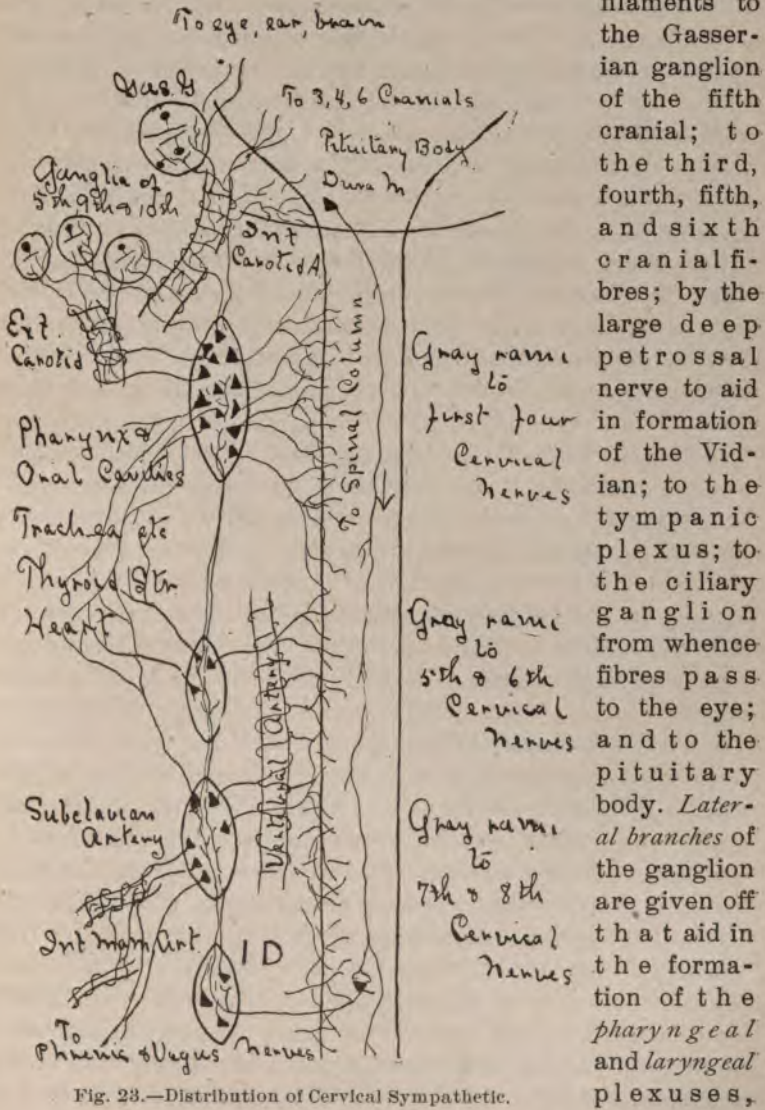 To eye, ear, brain
Gas. G
To 3, 4, 6 Cranials
Pituitary Body
Dura M
Ganglia of
5th 9th & 10th
Int
Carotid A
Ext.
Carotid
To Spinal Column
Gray rami
to
first four
Cervical
nerves
Pharynx &
Oral Cavities
Trachea etc
Thyroid Str
Heart
Vertebral Artery
Gray rami
to
5th & 6th
Cervical
nerves
Subclavian
Artery
Gray rami
to
7th & 8th
Cervical
nerves
Int Mam. Art.
1 D
To
Phrenic & Vagus nerves
Fig. 23.—Distribution of Cervical Sympathetic.
filaments to
the Gasser-
ian ganglion
of the fifth
cranial; to
the third,
fourth, fifth,
and sixth
cranial fi-
bres; by the
large deep
petrossal
nerve to aid
in formation
of the Vid-
ian; to the
tympanic
plexus; to
the ciliary
ganglion
from whence
fibres pass
to the eye;
and to the
pituitary
body. Later-
al branches of
the ganglion
are given off
that aid in
the forma-
tion of the
pharyngeal
and laryngeal
plexuses,